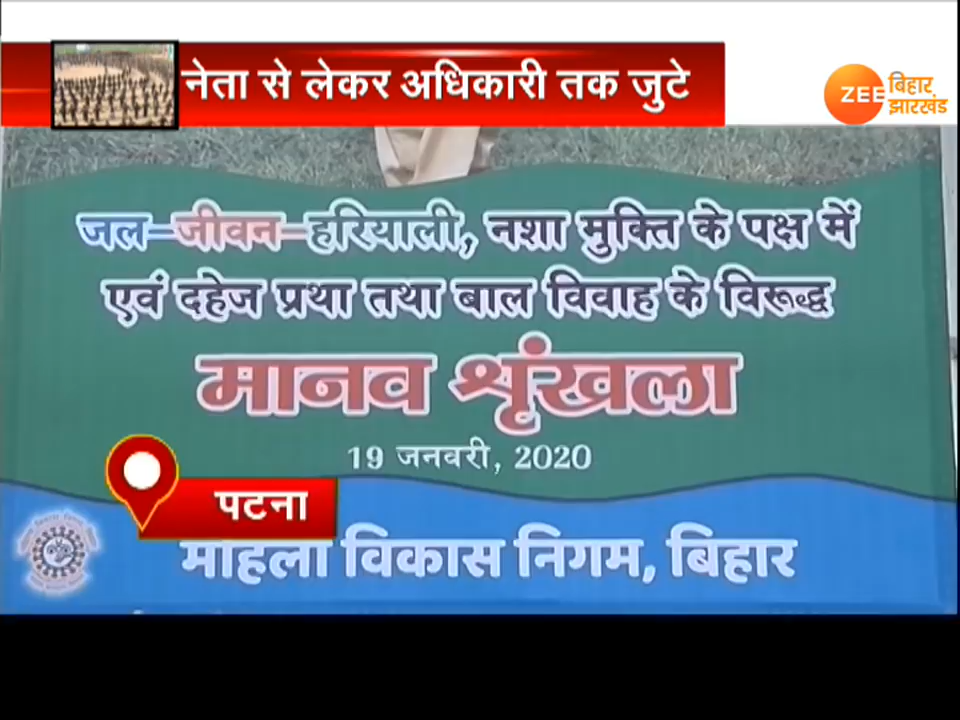 नेता से लेकर अधिकारी तक जुटे
ZEE बिहार झारखंड
जल–जीवन–हरियाली, नशा मुक्ति के पक्ष में
एवं दहेज प्रथा तथा बाल विवाह के विरूद्ध
मानव श्रृंखला
19 जनवरी, 2020
पटना
महिला विकास निगम, बिहार